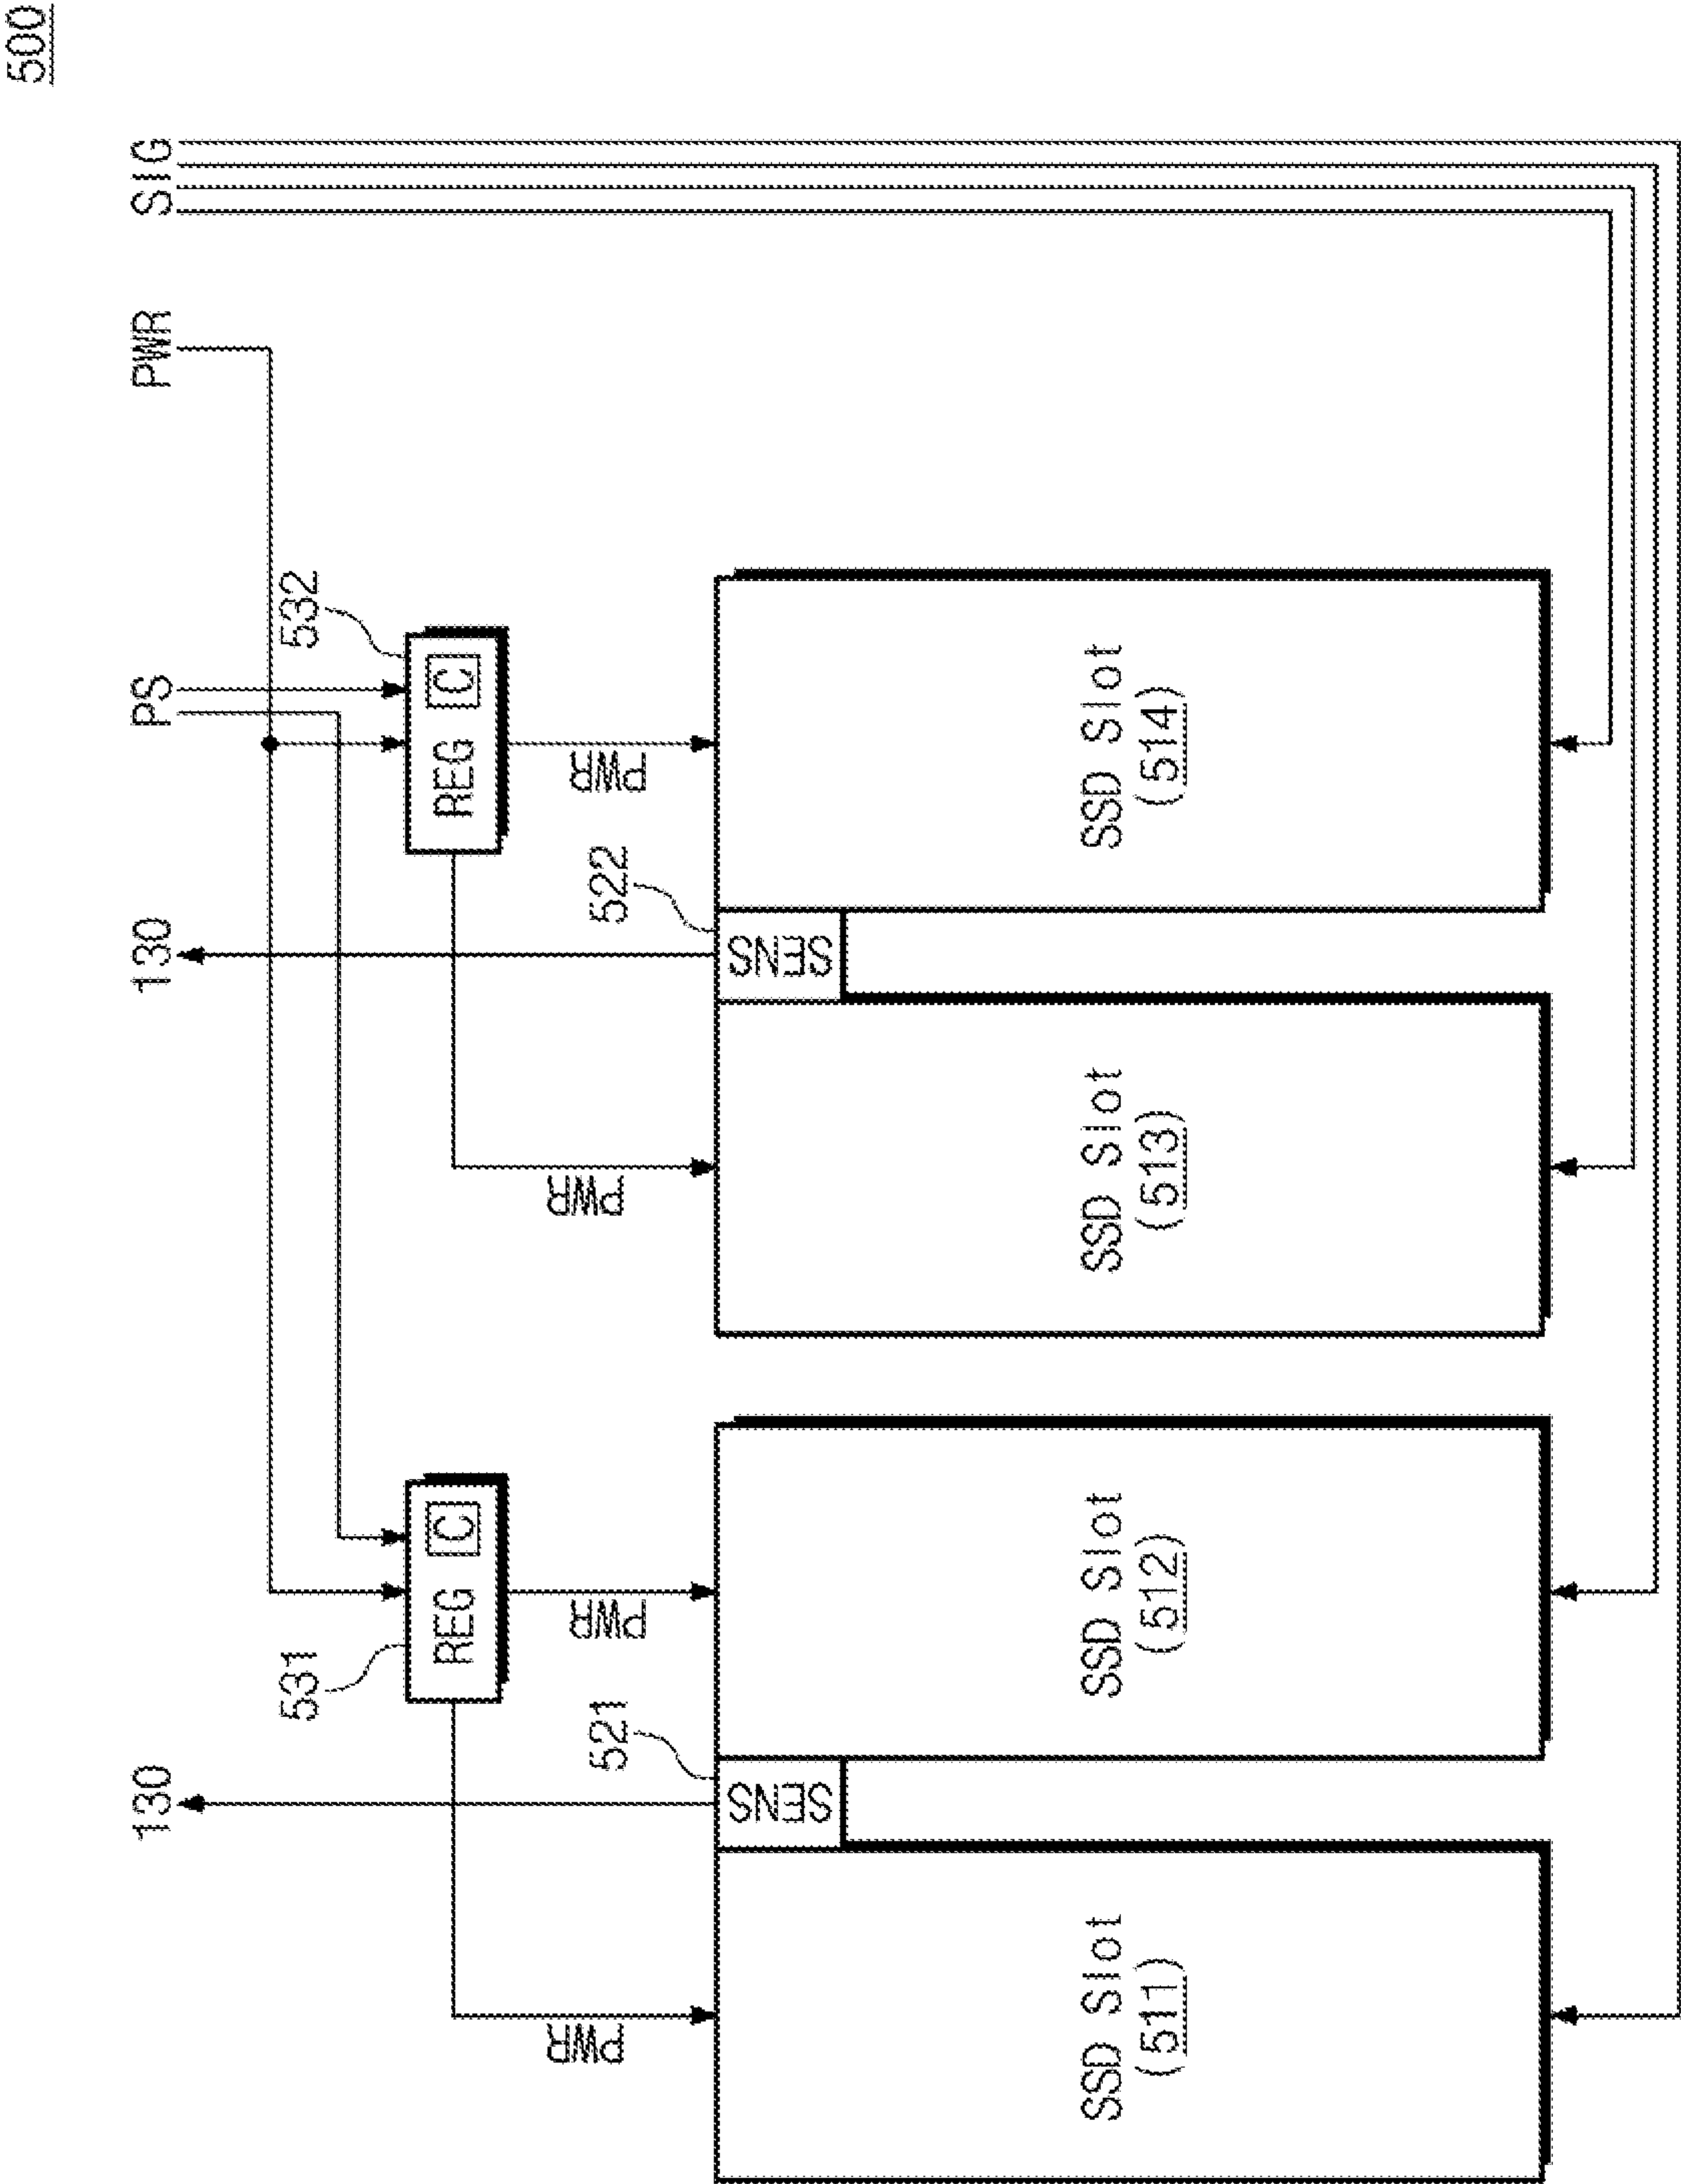 500
130
130
PS
PWR
SIG
531
532
REG C
REG C
PWR
521
PWR
PWR
522
PWR
SENS
SENS
SSD Slot
(511)
SSD Slot
(512)
SSD Slot
(513)
SSD Slot
(514)